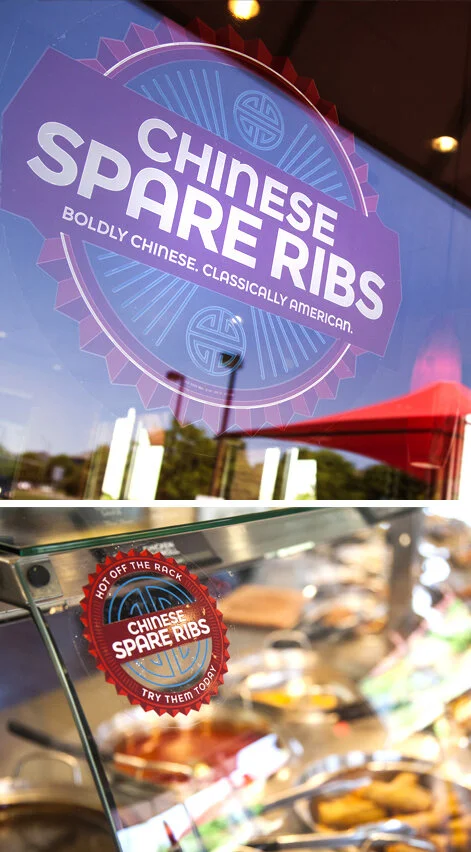 CHINESE
SPARE RIBS
BOLDLY CHINESE. CLASSICALLY AMERICAN.
HOT OFF THE RACK
CHINESE
SPARE RIBS
TRY THEM TODAY